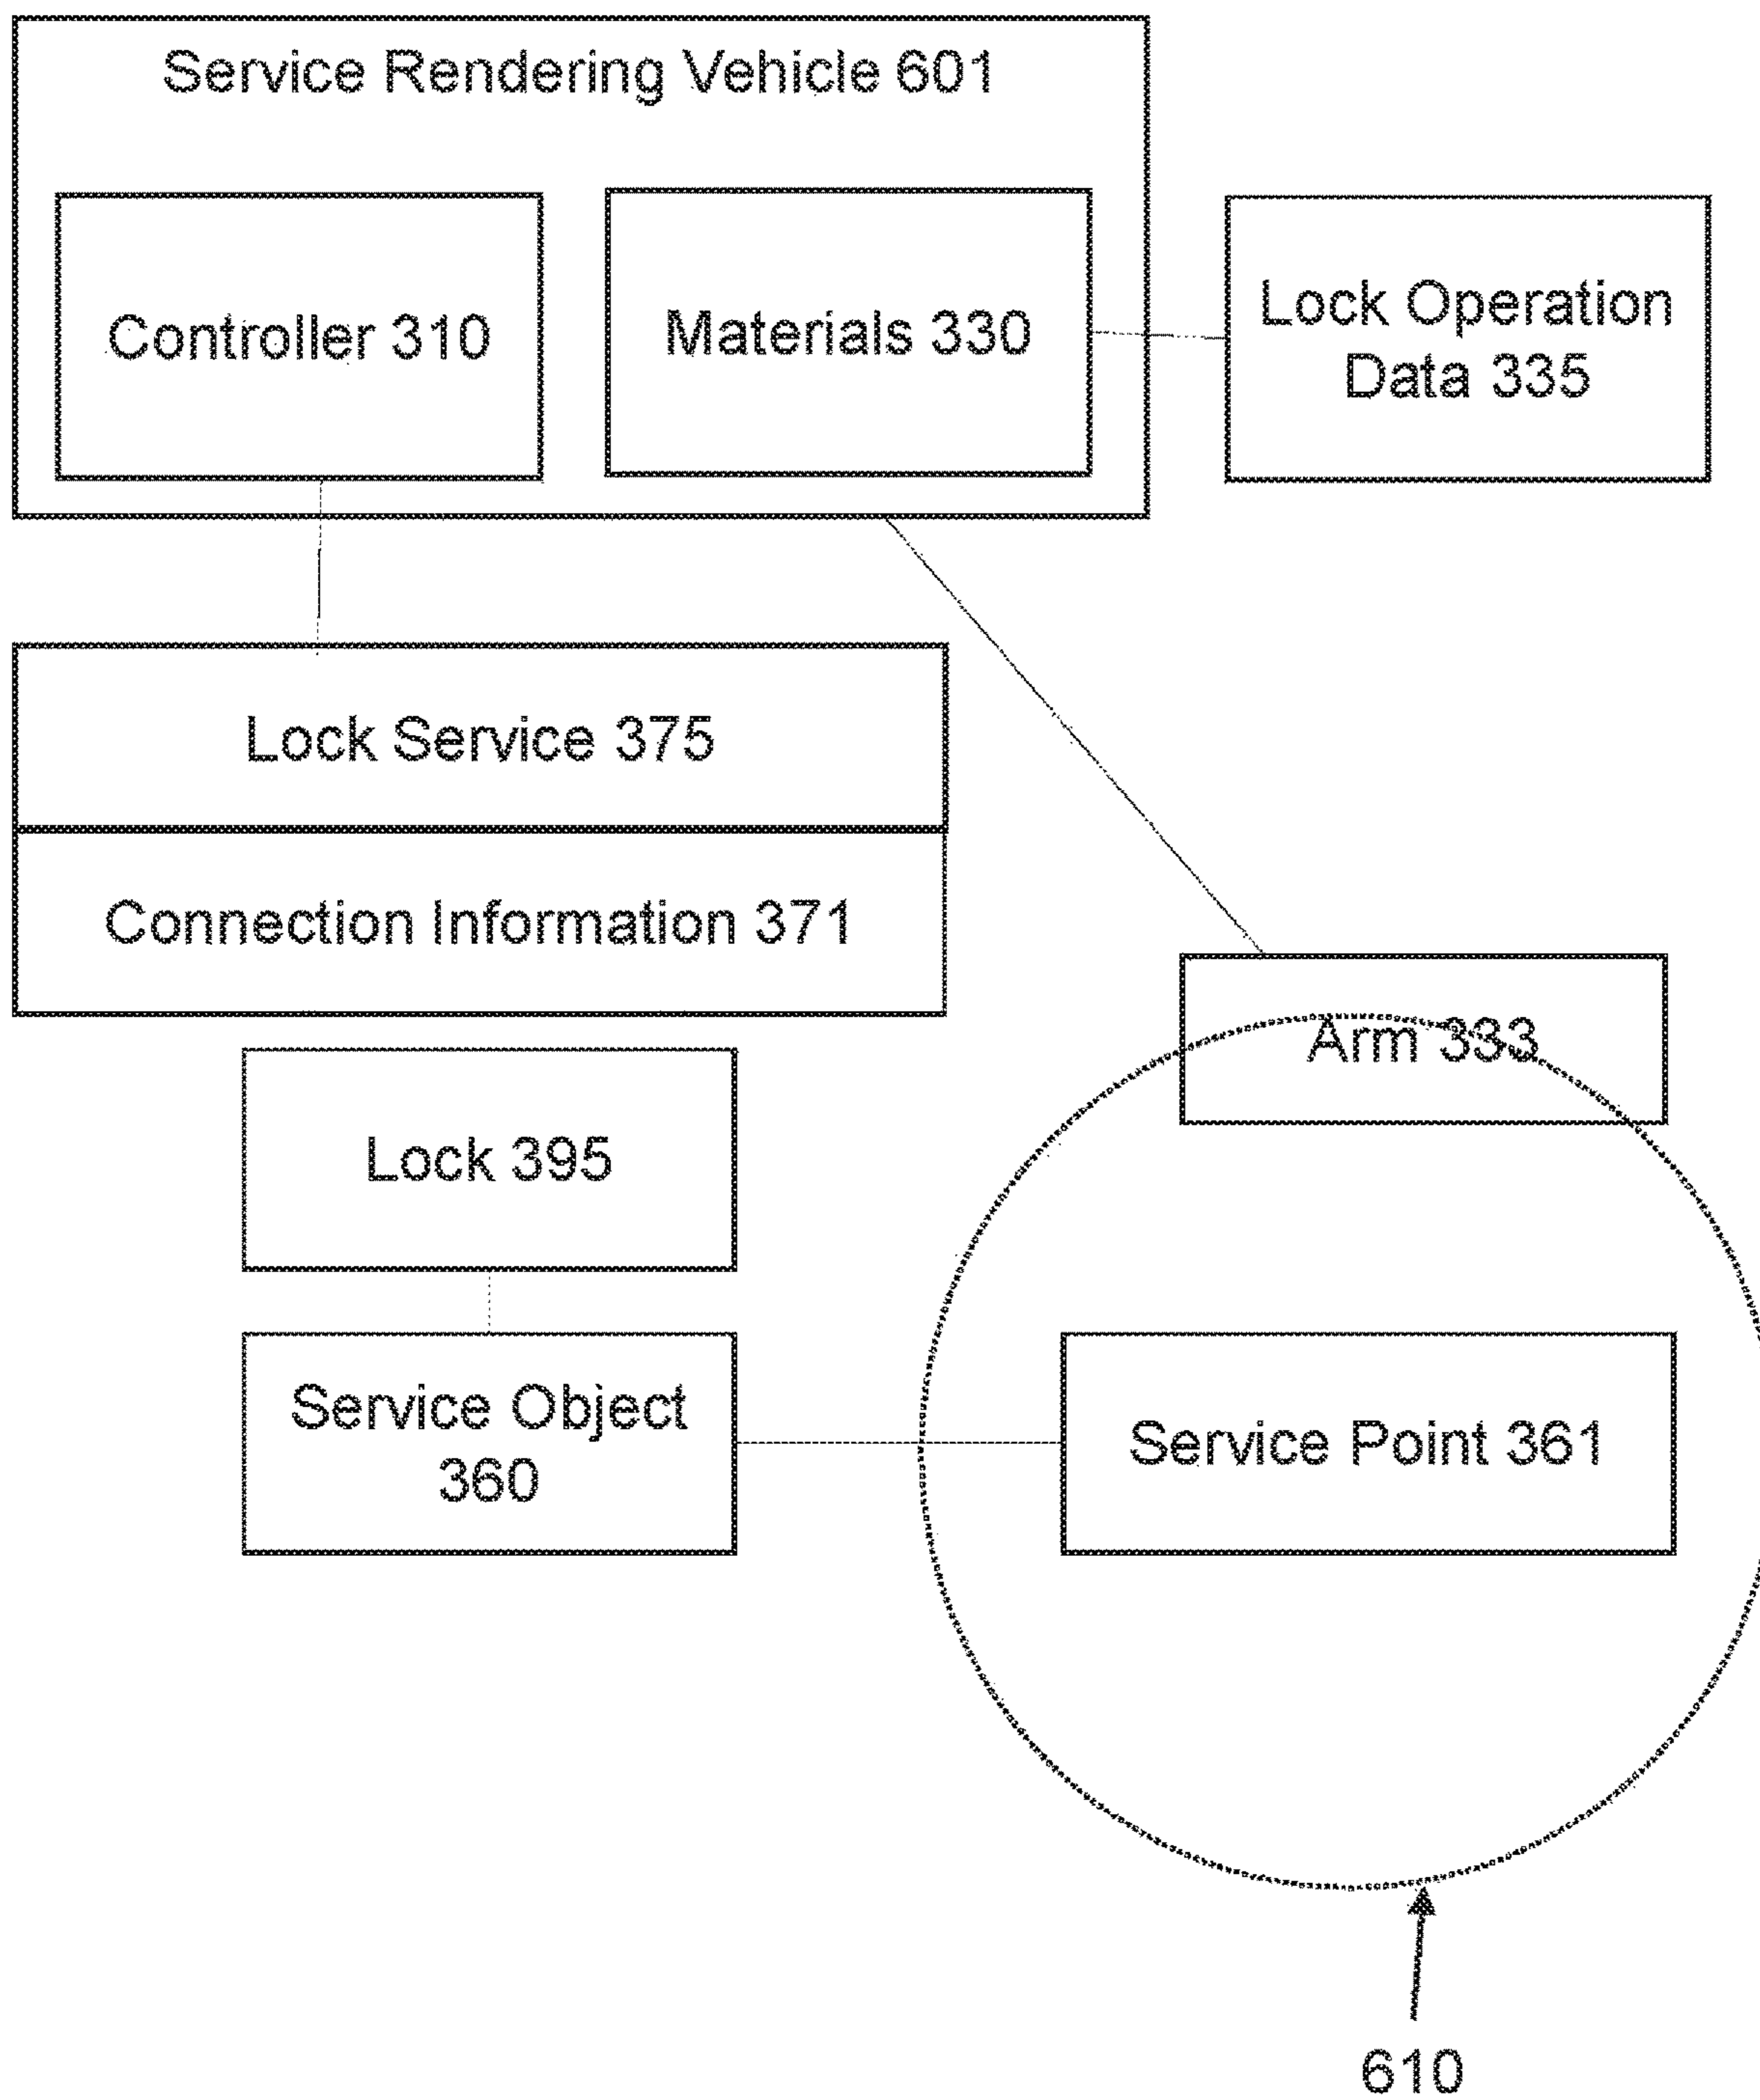 Service Rendering Vehicle 601
Controller 310
Materials 330
Lock Operation
Data 335
Lock Service 375
Connection Information 371
Arm 333
Lock 395
Service Object
360
Service Point 361
610